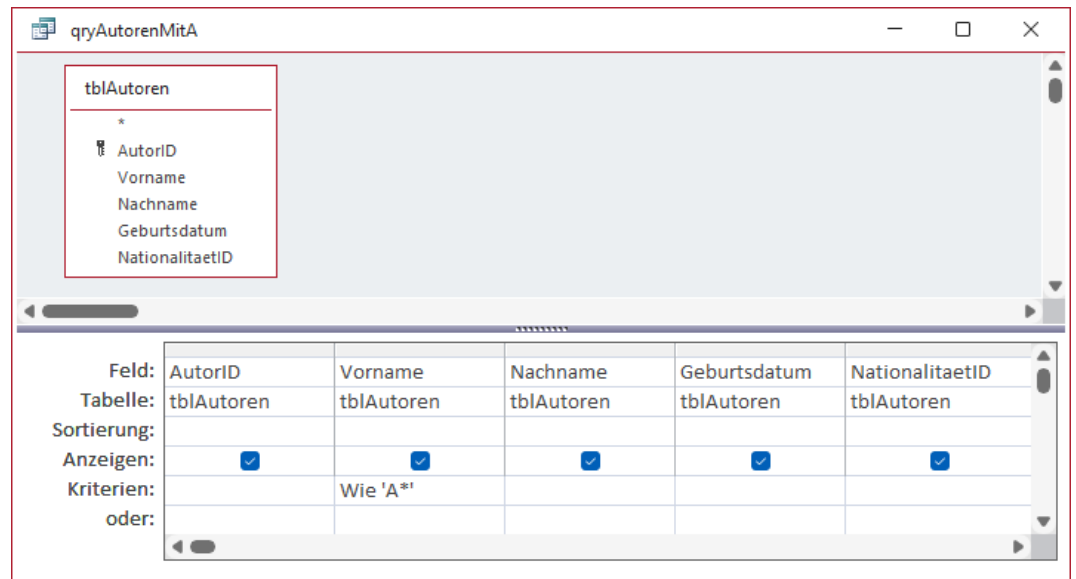 qryAutorenMitA
tblAutoren
*
AutorID
Vorname
Nachname
Geburtsdatum
NationalitaetID
Feld: AutorID Vorname Nachname Geburtsdatum NationalitaetID
Tabelle: tblAutoren tblAutoren tblAutoren tblAutoren tblAutoren
Sortierung:
Anzeigen:
Kriterien: Wie 'A*'
oder: